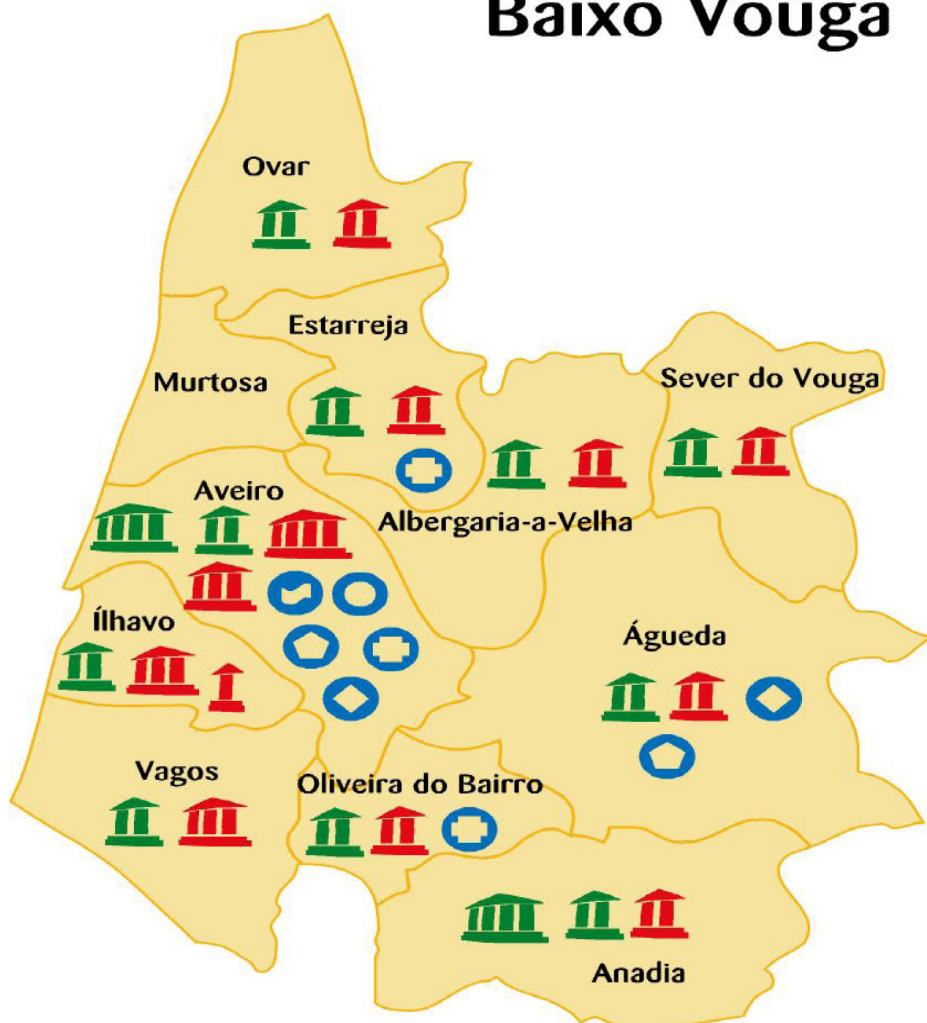 Baixo Vouga
Ovar
Estarreja
Murtosa
Sever do Vouga
Aveiro
Albergaria-a-Velha
Ílhavo
Águeda
Vagos
Oliveira do Bairro
Anadia